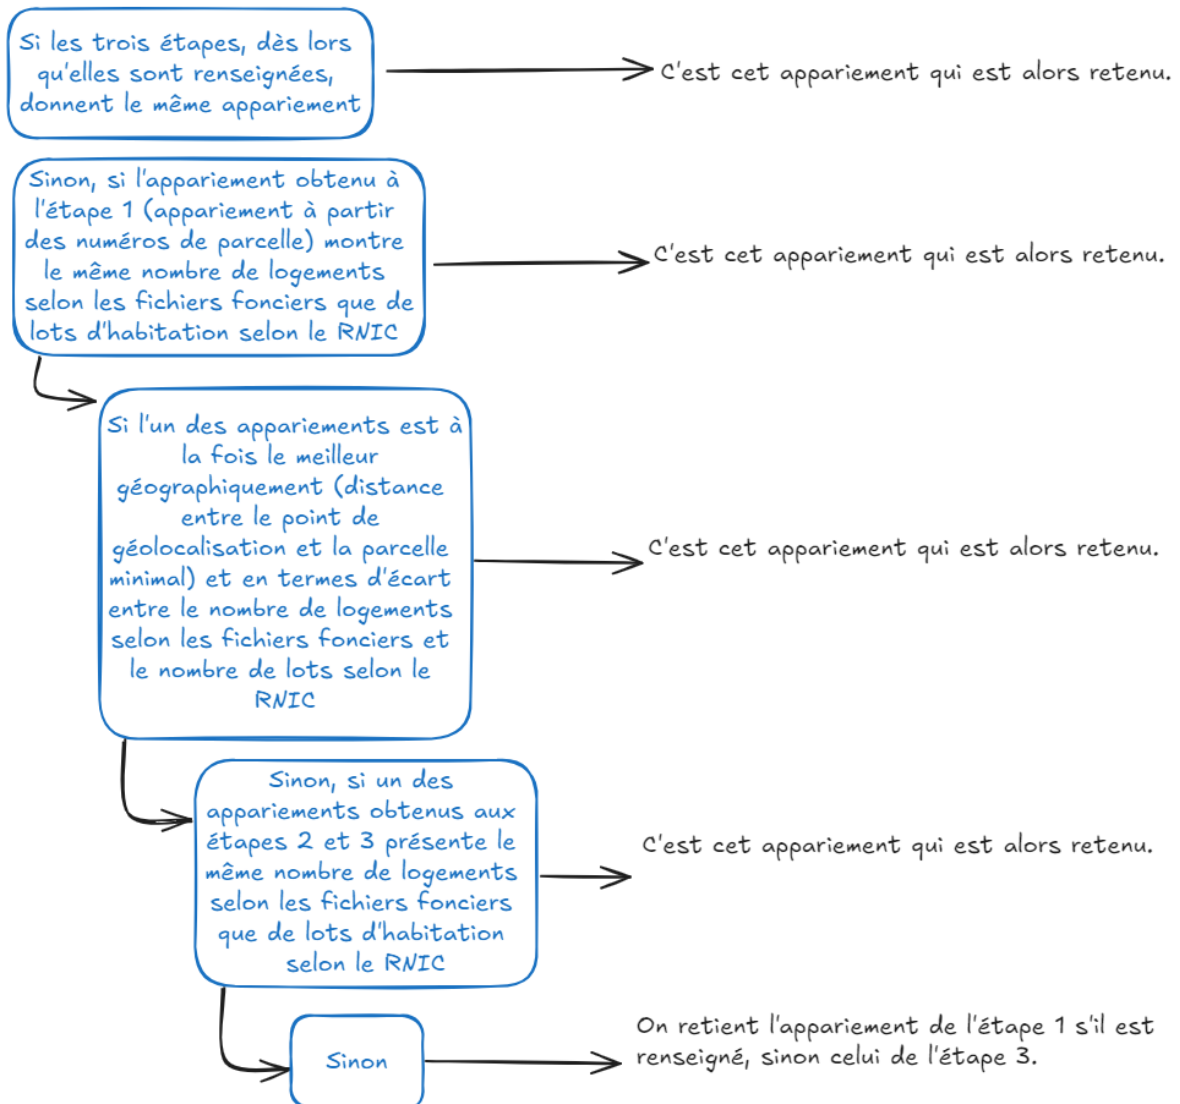 Si les trois étapes, dès lors
qu'elles sont renseignées,
donnent le même appariement
C'est cet appariement qui est alors retenu.
Sinon, si l'appariement obtenu à
l'étape 1 (appariement à partir
des numéros de parcelle) montre
le même nombre de logements
selon les fichiers fonciers que de
lots d'habitation selon le RNIC
C'est cet appariement qui est alors retenu.
Si l'un des appariements est à
la fois le meilleur
géographiquement (distance
entre le point de
géolocalisation et la parcelle
minimal) et en termes d'écart
entre le nombre de logements
selon les fichiers fonciers et
le nombre de lots selon le
RNIC
C'est cet appariement qui est alors retenu.
Sinon, si un des
appariements obtenus aux
étapes 2 et 3 présente le
même nombre de logements
selon les fichiers fonciers
que de lots d'habitation
selon le RNIC
C'est cet appariement qui est alors retenu.
Sinon
On retient l'appariement de l'étape 1 s'il est
renseigné, sinon celui de l'étape 3.